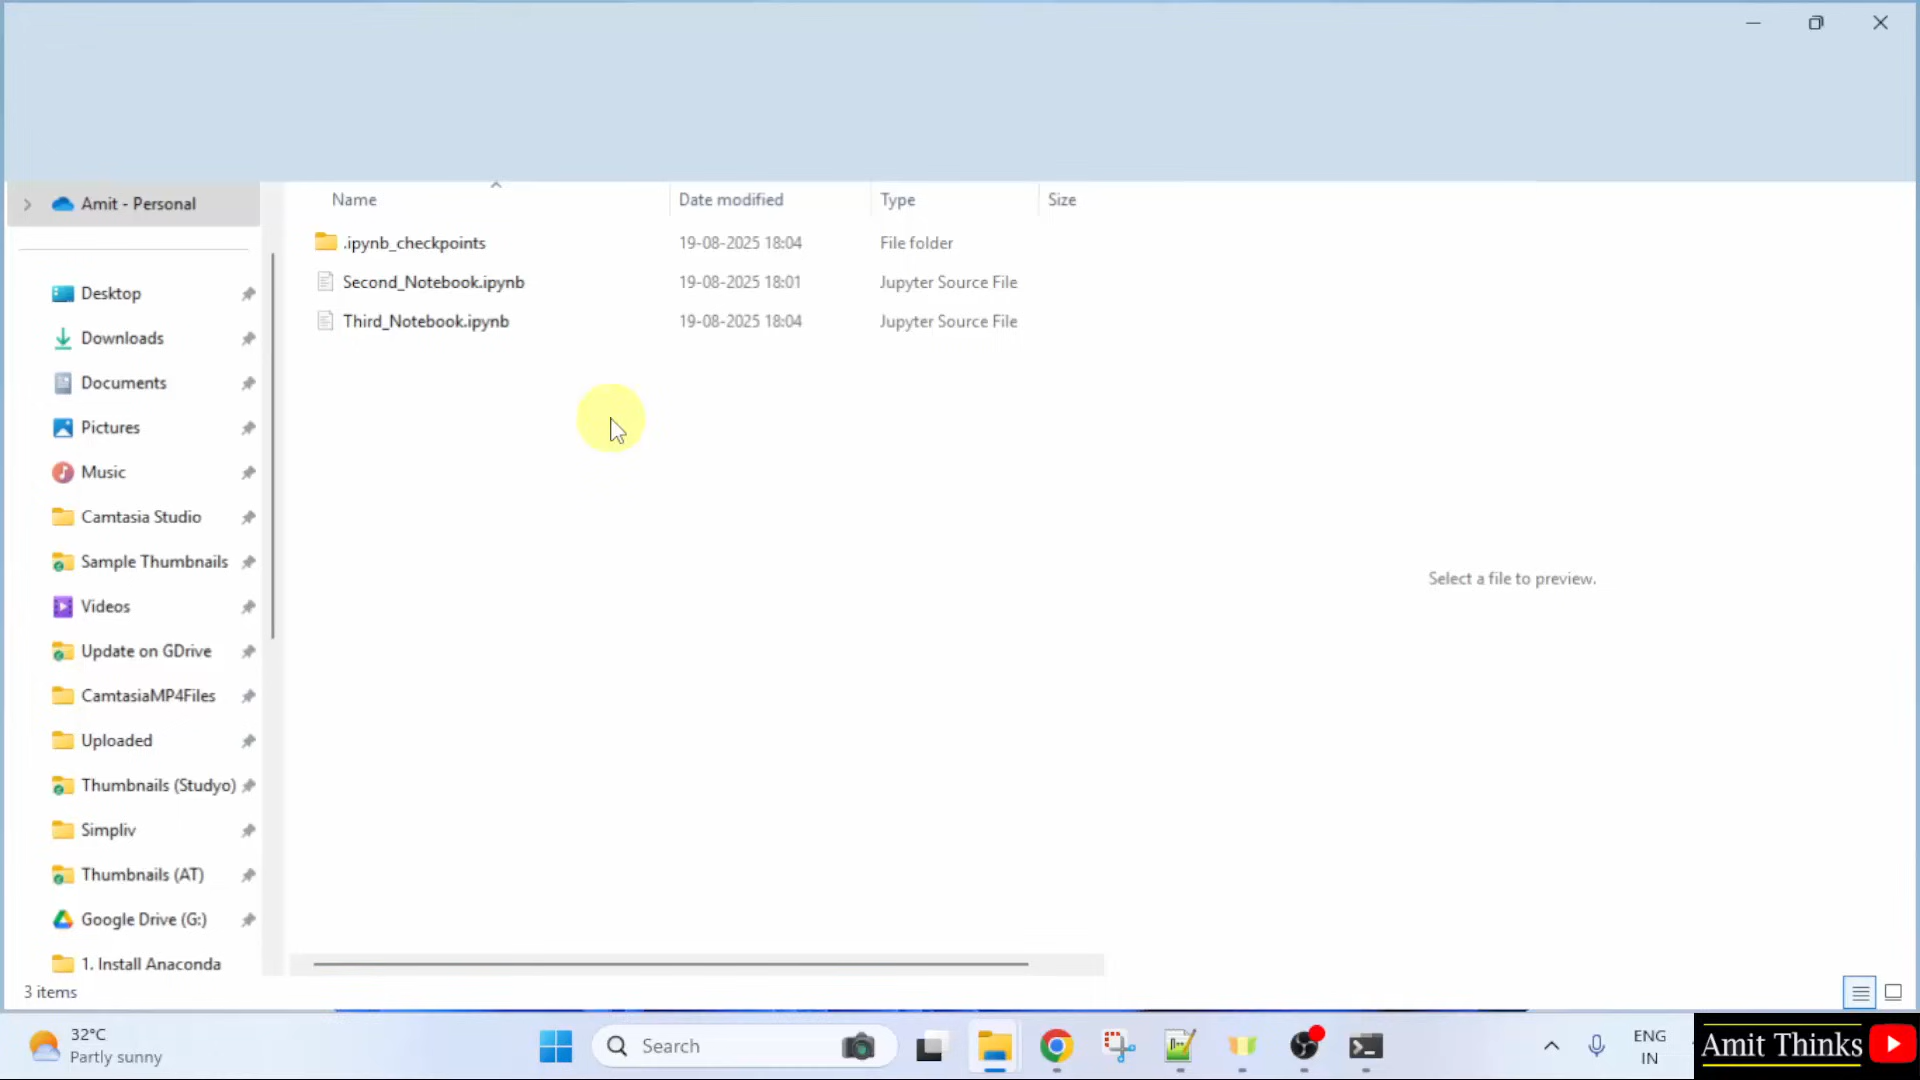 Amit - Personal
Name Date modified Type Size
.ipynb_checkpoints 19-08-2025 18:04 File folder
Second_Notebook.ipynb 19-08-2025 18:01 Jupyter Source File
Third_Notebook.ipynb 19-08-2025 18:04 Jupyter Source File
Desktop
Downloads
Documents
Pictures
Music
Camtasia Studio
Sample Thumbnails
Videos
Update on GDrive
CamtasiaMP4Files
Uploaded
Thumbnails (Studyo)
Simpliv
Thumbnails (AT)
Google Drive (G:)
1. Install Anaconda
Select a file to preview.
3 items
32°C
Partly sunny
Search
ENG
IN
Amit Thinks